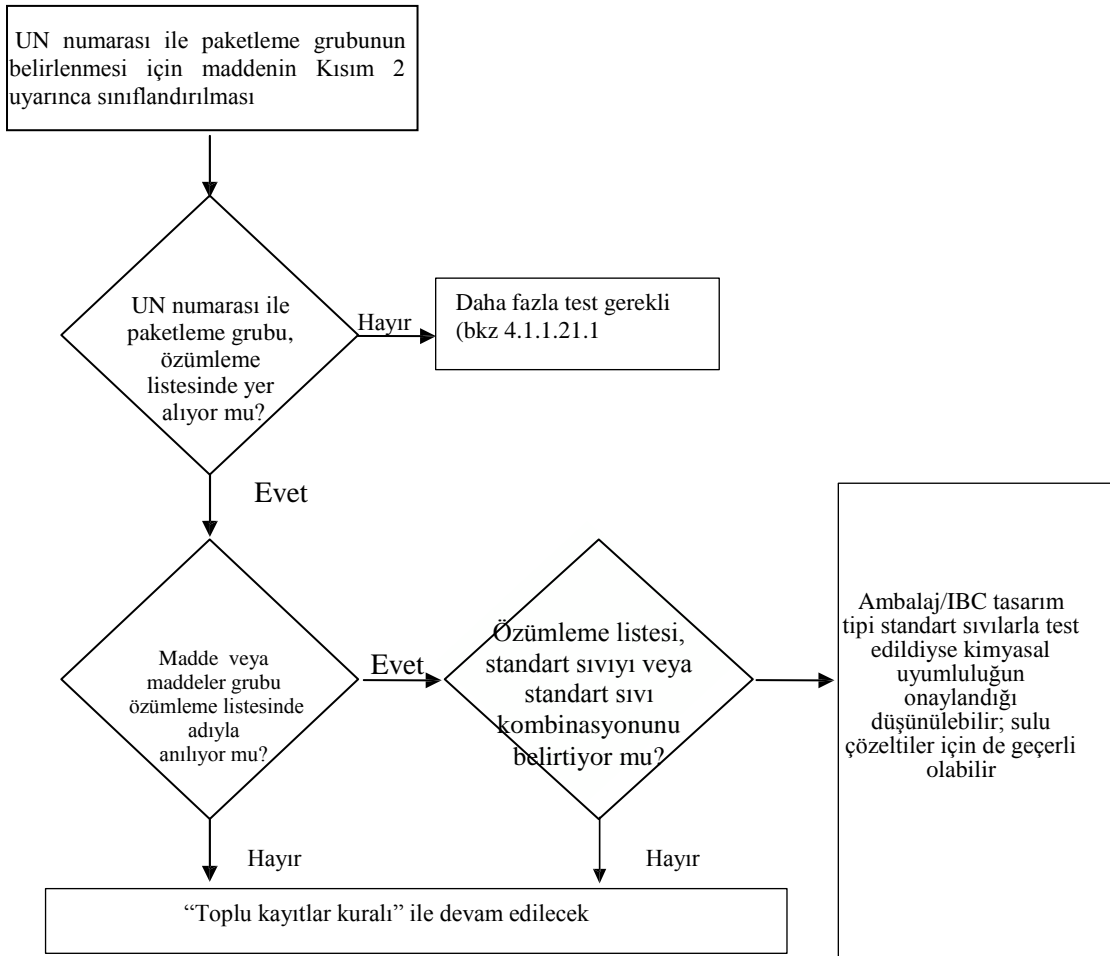 UN numarası ile paketleme grubunun
belirlenmesi için maddenin Kısım 2
uyarınca sınıflandırılması
UN numarası ile
paketleme grubu,
özümleme
listesinde yer
alıyor mu?
Hayır
Daha fazla test gerekli
(bkz 4.1.1.21.1
Evet
Madde veya
maddeler grubu
özümleme listesinde
adıyla
anılıyor mu?
Evet
Özümleme listesi,
standart sıvıyı veya
standart sıvı
kombinasyonunu
belirtiyor mu?
Ambalaj/IBC tasarım
tipi standart sıvılarla test
edildiyse kimyasal
uyumluluğun
onaylandığı
düşünülebilir; sulu
çözeltiler için de geçerli
olabilir
Hayır
Hayır
“Toplu kayıtlar kuralı” ile devam edilecek